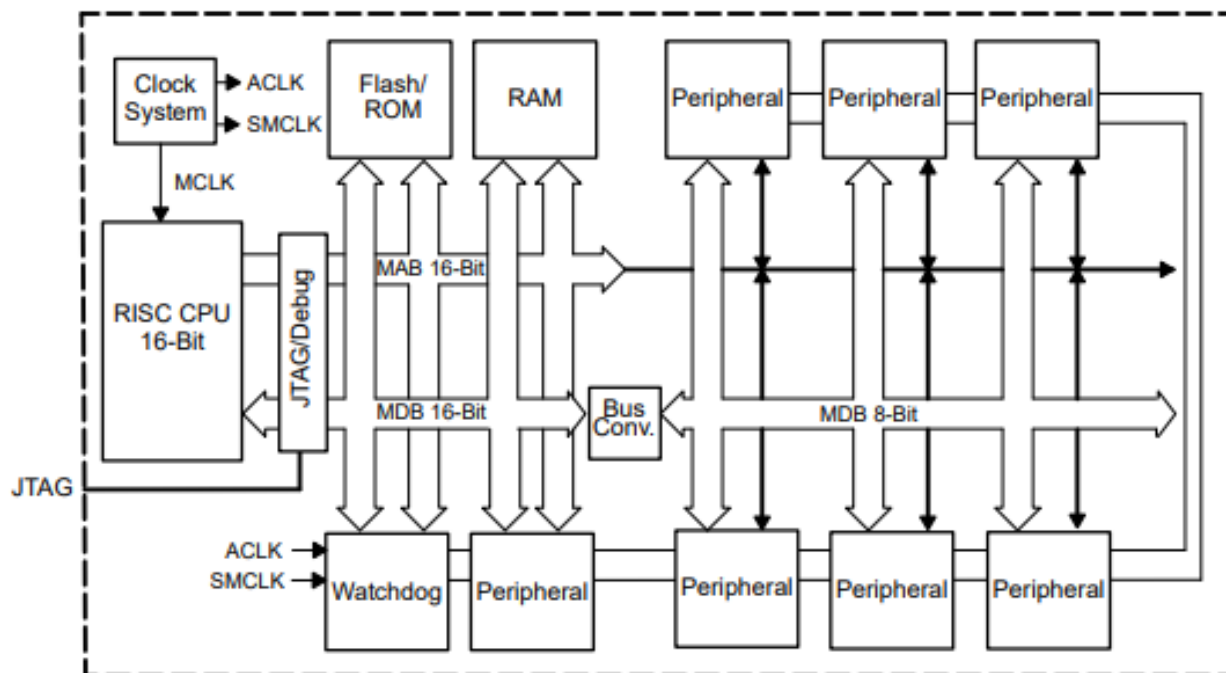 Clock
System
ACLK
SMCLK
MCLK
Flash/
ROM
RAM
Peripheral
Peripheral
Peripheral
RISC CPU
16-Bit
JTAG/Debug
MAB 16-Bit
MDB 16-Bit
Bus
Conv.
MDB 8-Bit
JTAG
ACLK
SMCLK
Watchdog
Peripheral
Peripheral
Peripheral
Peripheral